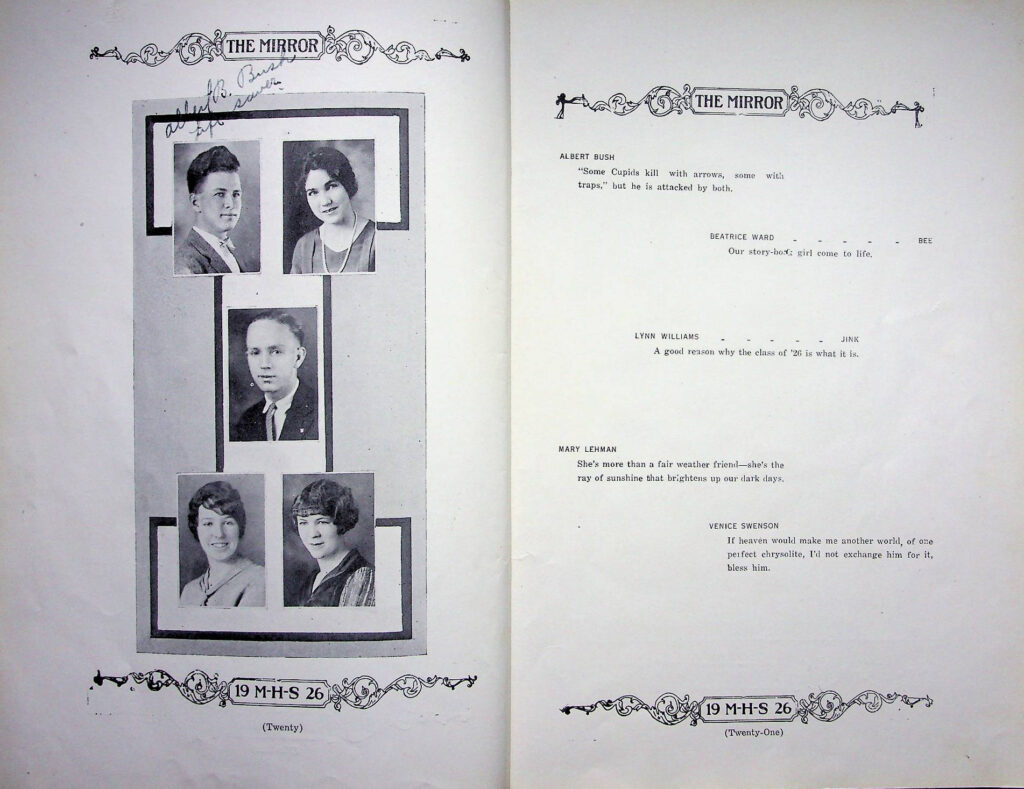 THE MIRROR
Albert B. Bush
19 M-H-S 26
(Twenty)
THE MIRROR
ALBERT BUSH
"Some Cupids kill with arrows, some with
traps," but he is attacked by both.
BEATRICE WARD - - - - - BEE
Our story-book girl come to life.
LYNN WILLIAMS - - - - - JINK
A good reason why the class of '26 is what it is.
MARY LEHMAN
She's more than a fair weather friend—she's the
ray of sunshine that brightens up our dark days.
VENICE SWENSON
If heaven would make me another world, of one
perfect chrysolite, I'd not exchange him for it,
bless him.
19 M-H-S 26
(Twenty-One)